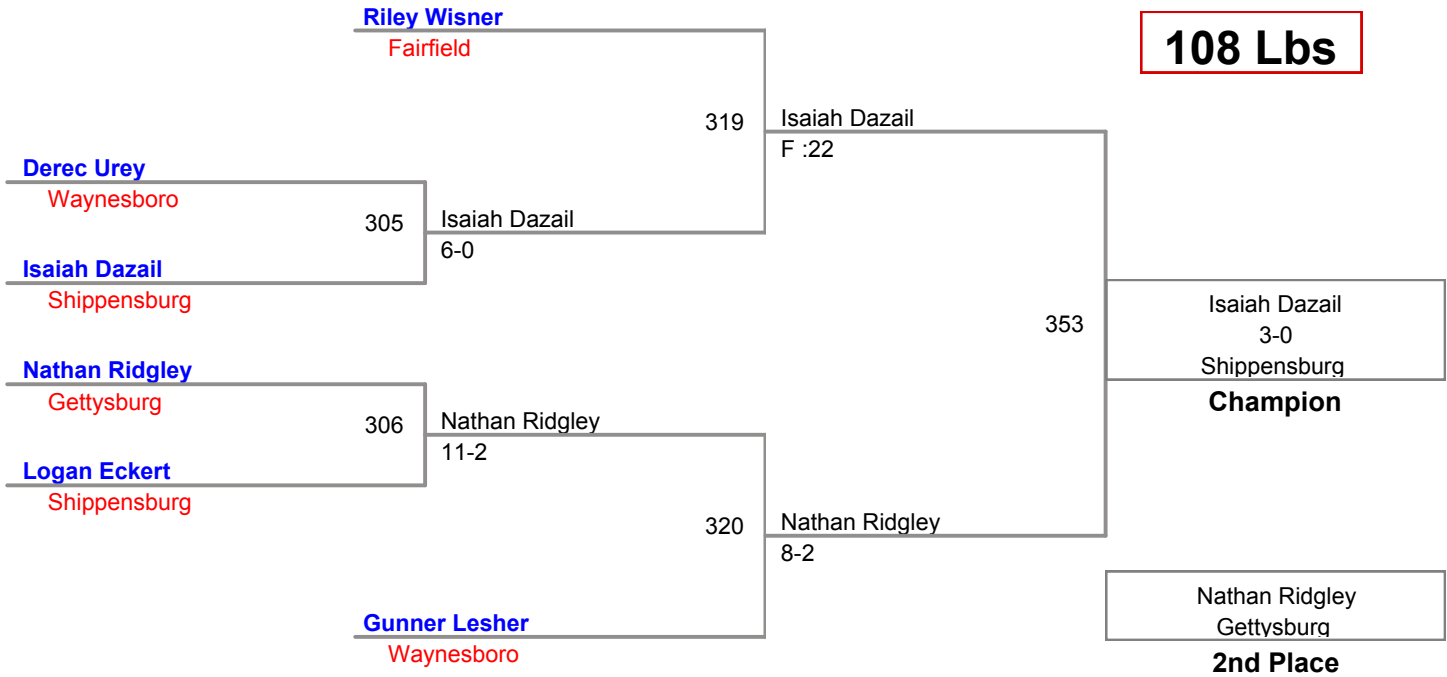 Riley Wisner
Fairfield
108 Lbs
319
Isaiah Dazail
F :22
Derec Urey
Waynesboro
305
Isaiah Dazail
6-0
Isaiah Dazail
Shippensburg
353
Isaiah Dazail
3-0
Shippensburg
Champion
Nathan Ridgley
Gettysburg
306
Nathan Ridgley
11-2
Logan Eckert
Shippensburg
320
Nathan Ridgley
8-2
Gunner Lesher
Waynesboro
Nathan Ridgley
Gettysburg
2nd Place